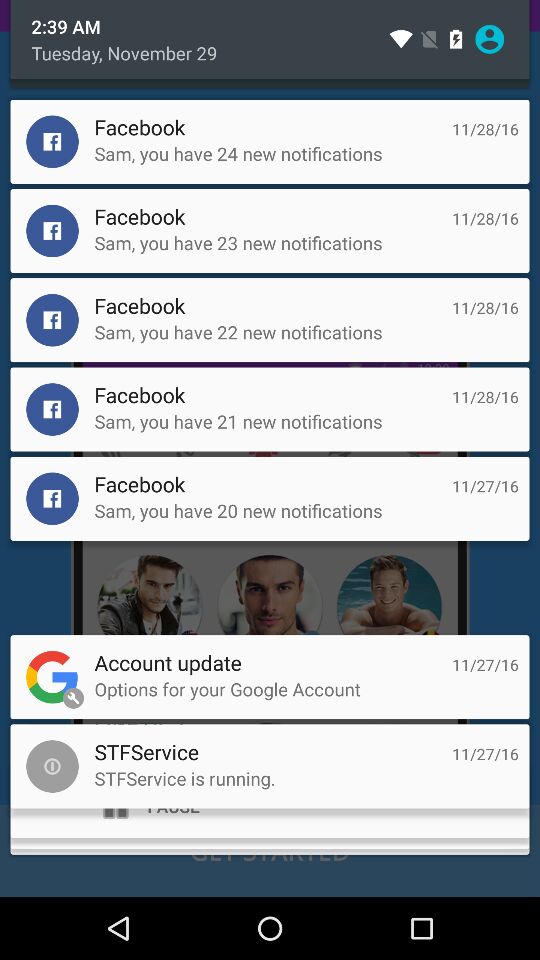 2:39 AM
Tuesday, November 29
Facebook 11/28/16
Sam, you have 24 new notifications
Facebook 11/28/16
Sam, you have 23 new notifications
Facebook 11/28/16
Sam, you have 22 new notifications
Facebook 11/28/16
Sam, you have 21 new notifications
Facebook 11/27/16
Sam, you have 20 new notifications
Account update 11/27/16
Options for your Google Account
STFService 11/27/16
STFService is running.
PAUSE
GET STARTED